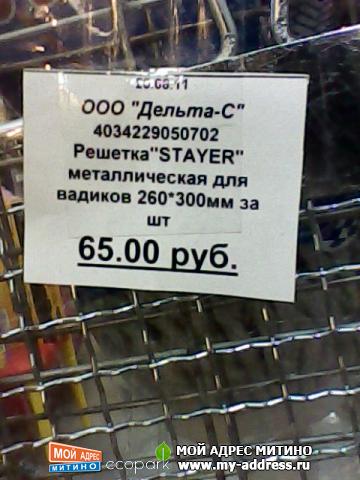 ООО "Дельта-С"
4034229050702
Решетка"STAYER"
металлическая для
вадиков 260*300мм за
шт
65.00 руб.
МОЙ АДРЕС
МИТИНО
ecopark
МОЙ АДРЕС МИТИНО
www.my-address.ru